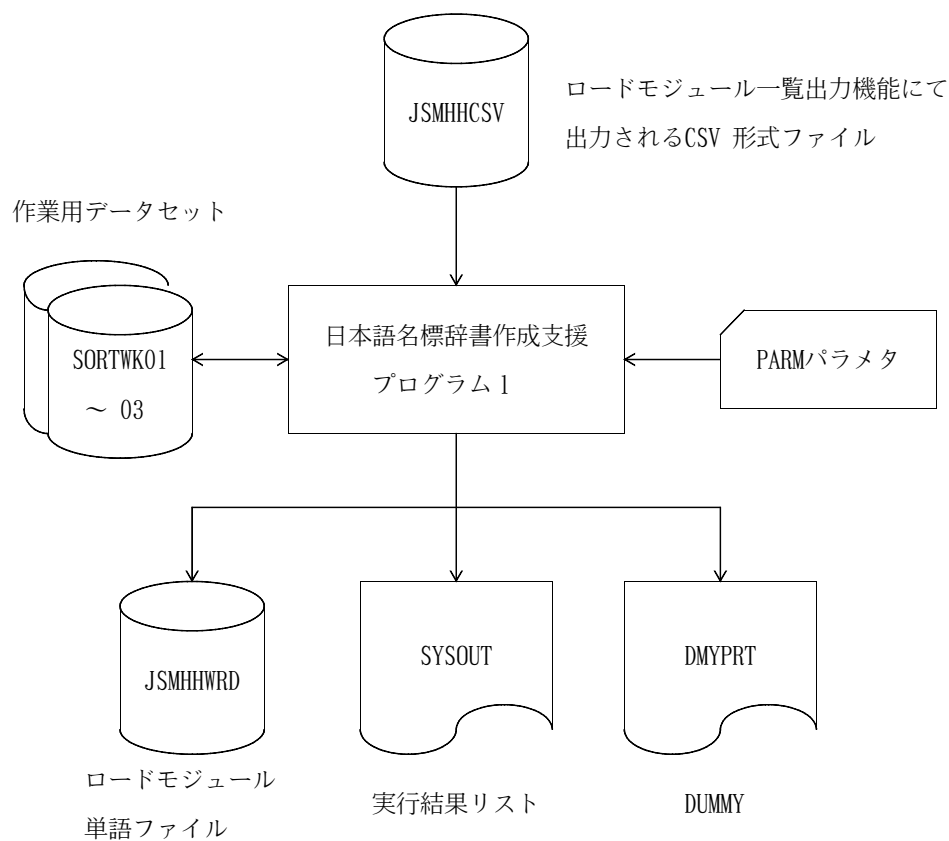 JSMHHCSV
ロードモジュール一覧出力機能にて
出力されるCSV 形式ファイル
作業用データセット
SORTWK01
～ 03
日本語名標辞書作成支援
プログラム1
PARMパラメタ
JSMHHWRD
SYSOUT
DMYPRT
ロードモジュール
単語ファイル
実行結果リスト
DUMMY